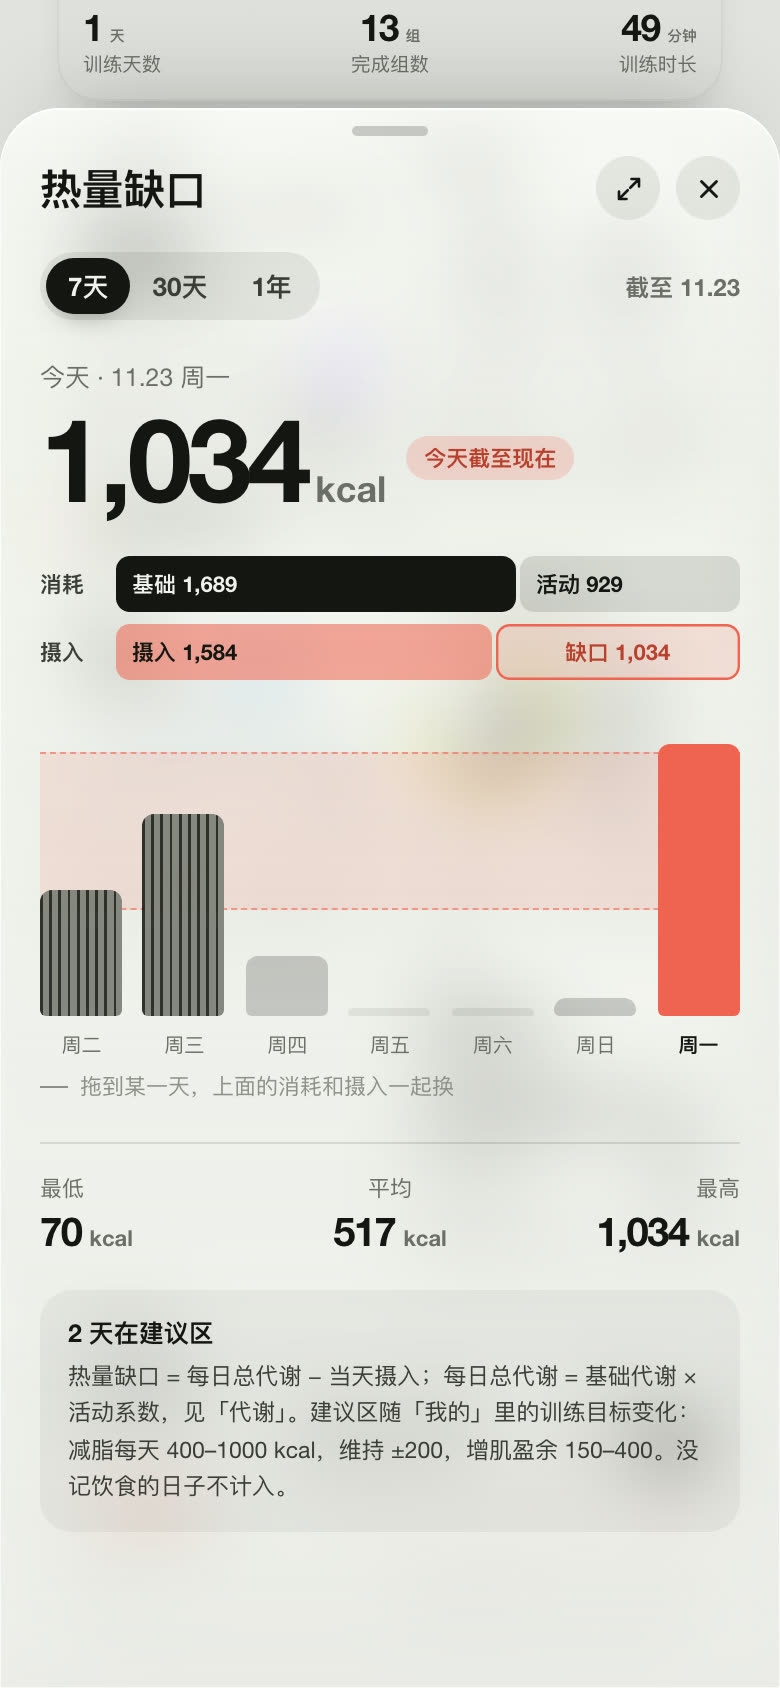 1 天 13 组 49 分钟
训练天数 完成组数 训练时长
热量缺口
7天 30天 1年 截至 11.23
今天 · 11.23 周一
1,034 kcal 今天截至现在
消耗 基础 1,689 活动 929
摄入 摄入 1,584 缺口 1,034
周二 周三 周四 周五 周六 周日 周一
拖到某一天，上面的消耗和摄入一起换
最低 平均 最高
70 kcal 517 kcal 1,034 kcal
2 天在建议区
热量缺口 = 每日总代谢 − 当天摄入；每日总代谢 = 基础代谢 ×
活动系数，见「代谢」。建议区随「我的」里的训练目标变化：
减脂每天 400–1000 kcal，维持 ±200，增肌盈余 150–400。没
记饮食的日子不计入。